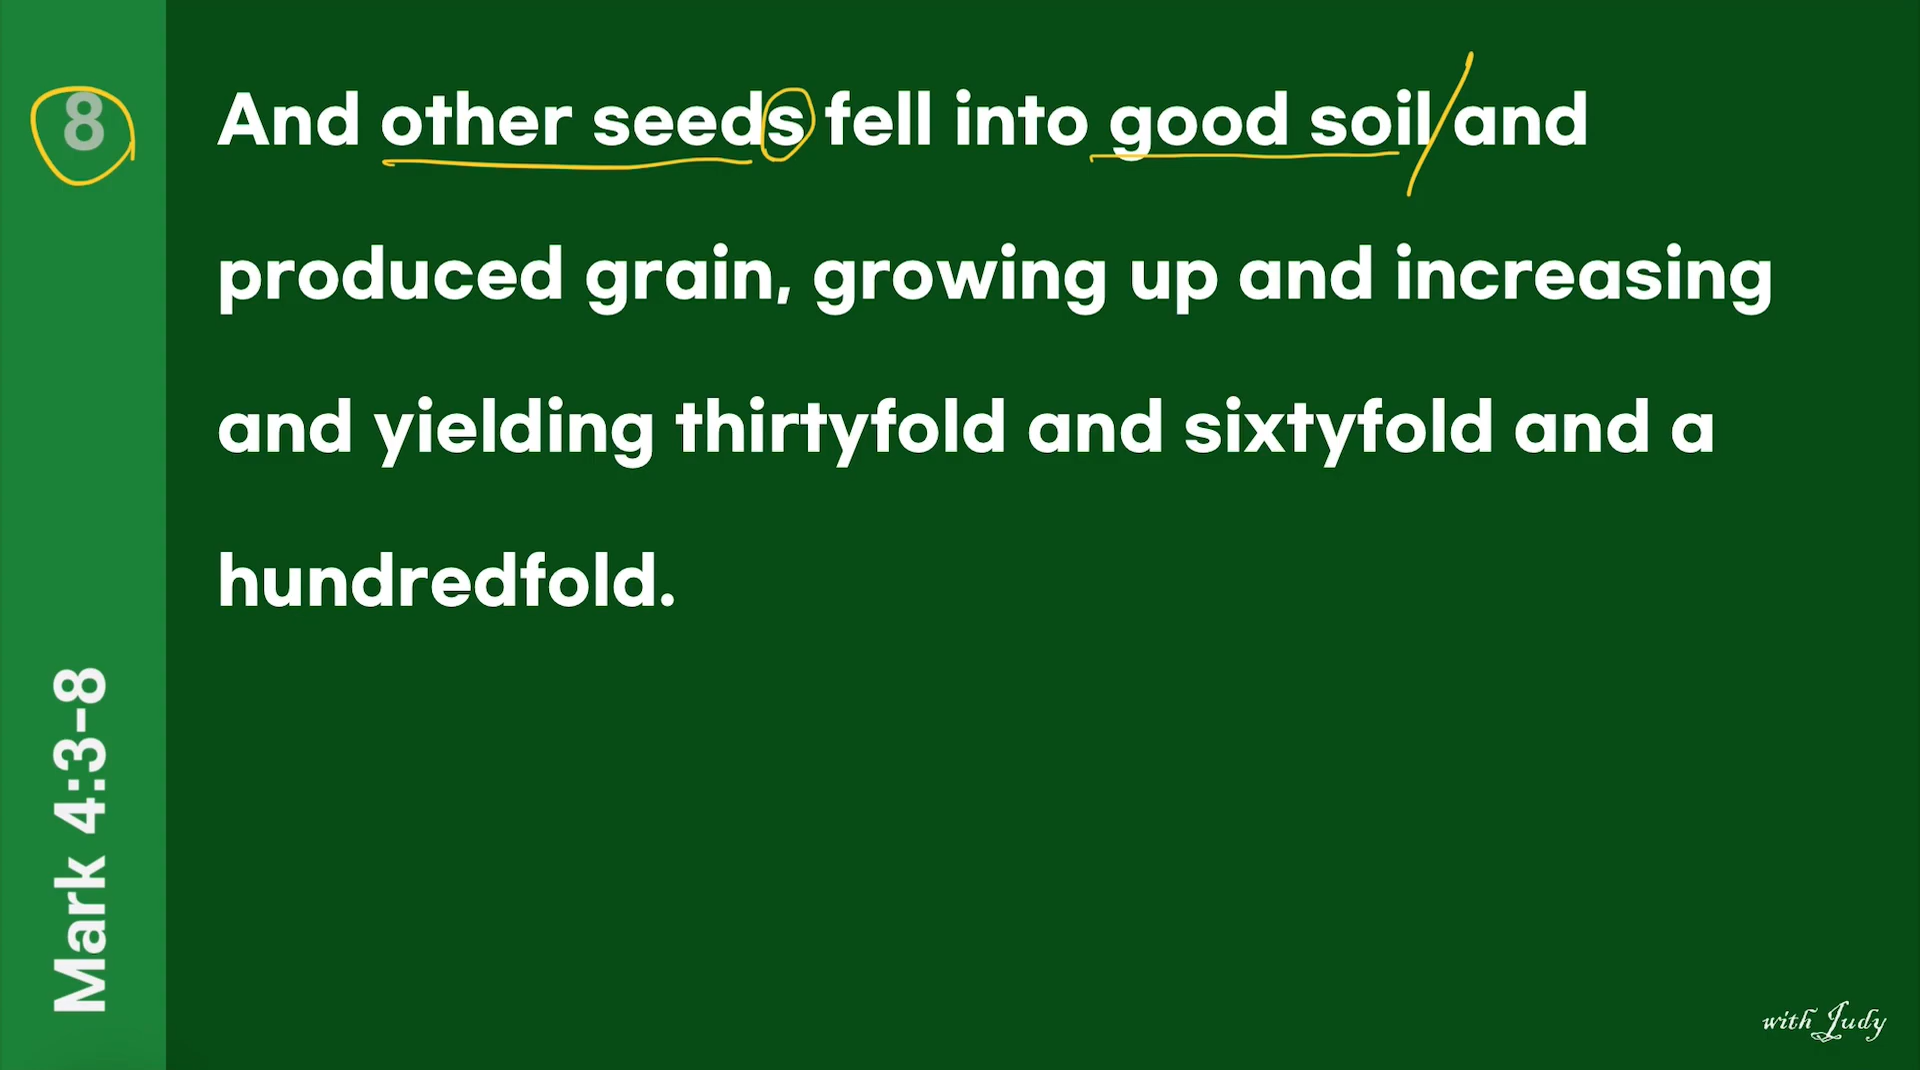 8
And other seeds fell into good soil and
produced grain, growing up and increasing
and yielding thirtyfold and sixtyfold and a
hundredfold.
Mark 4:3-8
with Judy